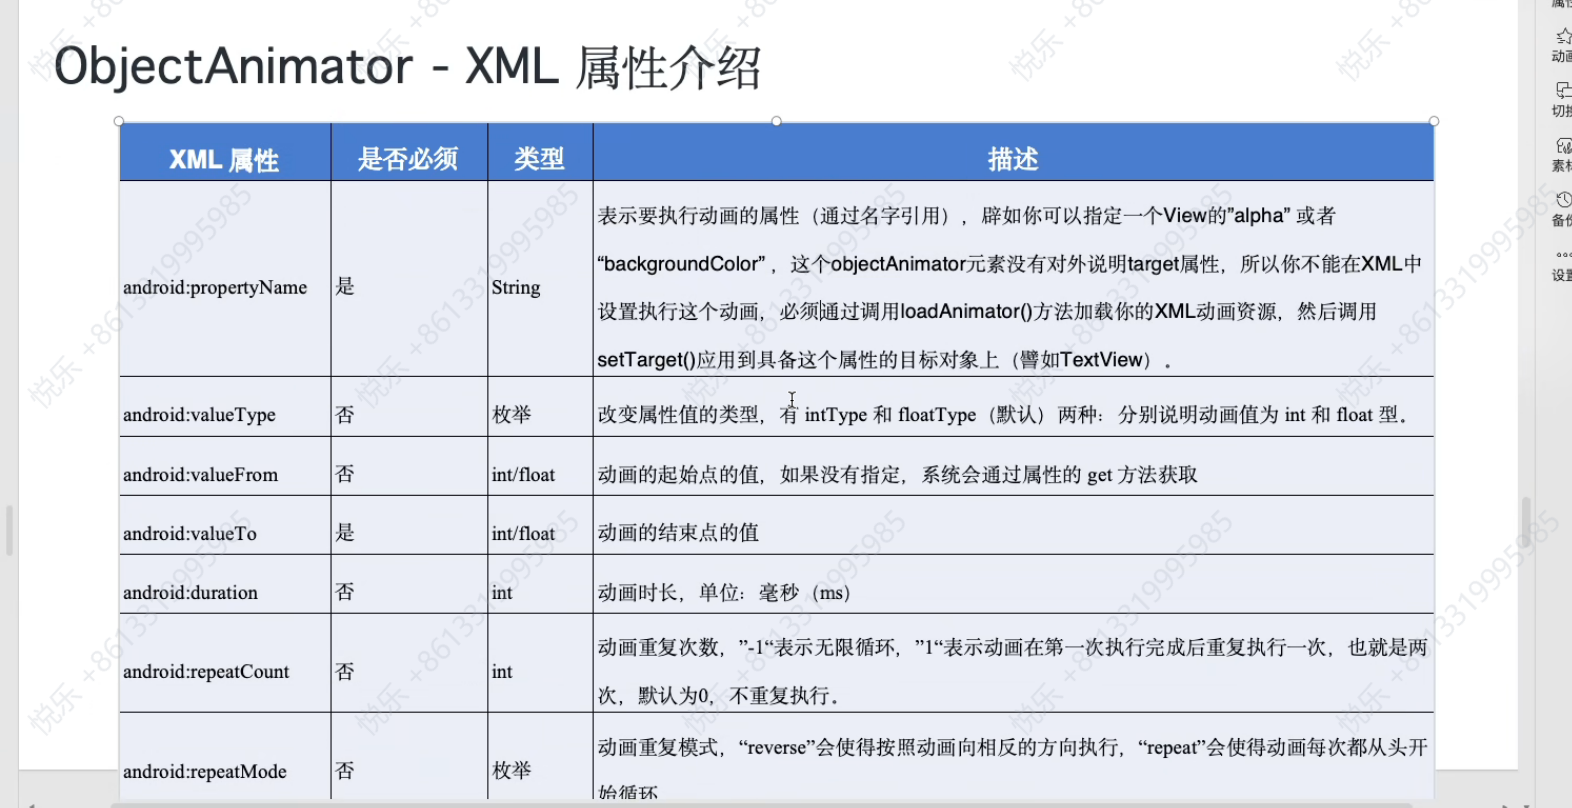 ObjectAnimator - XML 属性介绍
XML 属性 是否必须 类型 描述
android:propertyName 是 String
表示要执行动画的属性（通过名字引用），辟如你可以指定一个View的”alpha” 或者
“backgroundColor” ，这个objectAnimator元素没有对外说明target属性，所以你不能在XML中
设置执行这个动画，必须通过调用loadAnimator()方法加载你的XML动画资源，然后调用
setTarget()应用到具备这个属性的目标对象上（譬如TextView）。
android:valueType 否 枚举 改变属性值的类型，有 intType 和 floatType（默认）两种：分别说明动画值为 int 和 float 型。
android:valueFrom 否 int/float 动画的起始点的值，如果没有指定，系统会通过属性的 get 方法获取
android:valueTo 是 int/float 动画的结束点的值
android:duration 否 int 动画时长，单位：毫秒（ms）
android:repeatCount 否 int
动画重复次数，”-1“表示无限循环，”1“表示动画在第一次执行完成后重复执行一次，也就是两
次，默认为0，不重复执行。
android:repeatMode 否 枚举
动画重复模式，“reverse”会使得按照动画向相反的方向执行，“repeat”会使得动画每次都从头开
始循环
悦乐 +8613319995985
动画
切换
素材
备份
设置